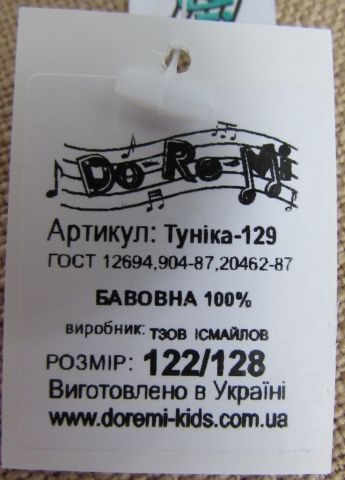 Do-Re-Mi
Артикул: Туніка-129
ГОСТ 12694,904-87,20462-87
БАВОВНА 100%
виробник: ТЗОВ ІСМАЙЛОВ
РОЗМІР: 122/128
Виготовлено в Україні
www.doremi-kids.com.ua